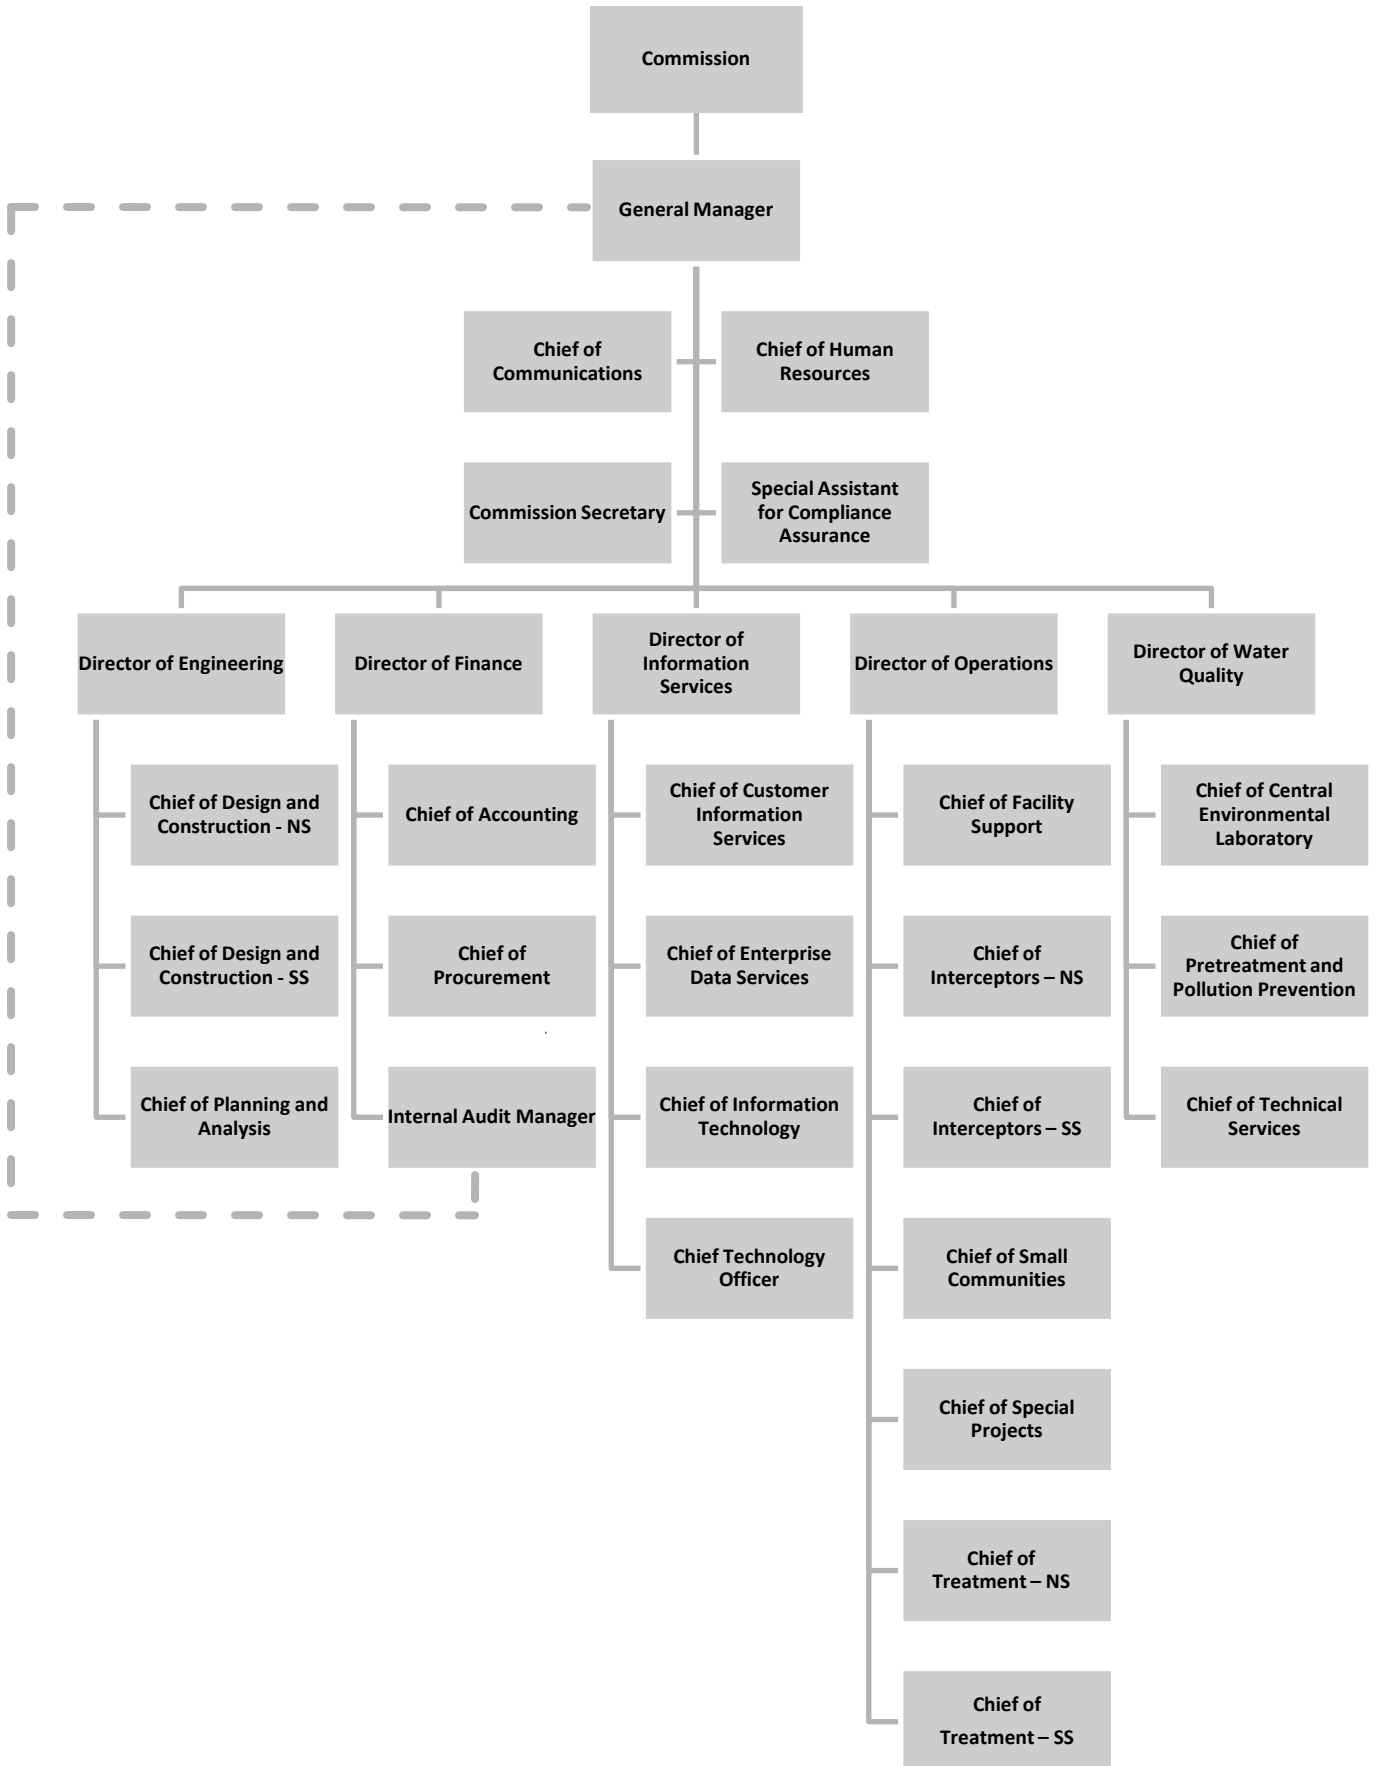 Commission
General Manager
Chief of
Communications
Chief of Human
Resources
Commission Secretary
Special Assistant
for Compliance
Assurance
Director of Engineering
Director of Finance
Director of
Information
Services
Director of Operations
Director of Water
Quality
Chief of Design and
Construction - NS
Chief of Accounting
Chief of Customer
Information
Services
Chief of Facility
Support
Chief of Central
Environmental
Laboratory
Chief of Design and
Construction - SS
Chief of
Procurement
Chief of Enterprise
Data Services
Chief of
Interceptors – NS
Chief of
Pretreatment and
Pollution Prevention
Chief of Planning and
Analysis
Internal Audit Manager
Chief of Information
Technology
Chief of
Interceptors – SS
Chief of Technical
Services
Chief Technology
Officer
Chief of Small
Communities
Chief of Special
Projects
Chief of
Treatment – NS
Chief of
Treatment – SS